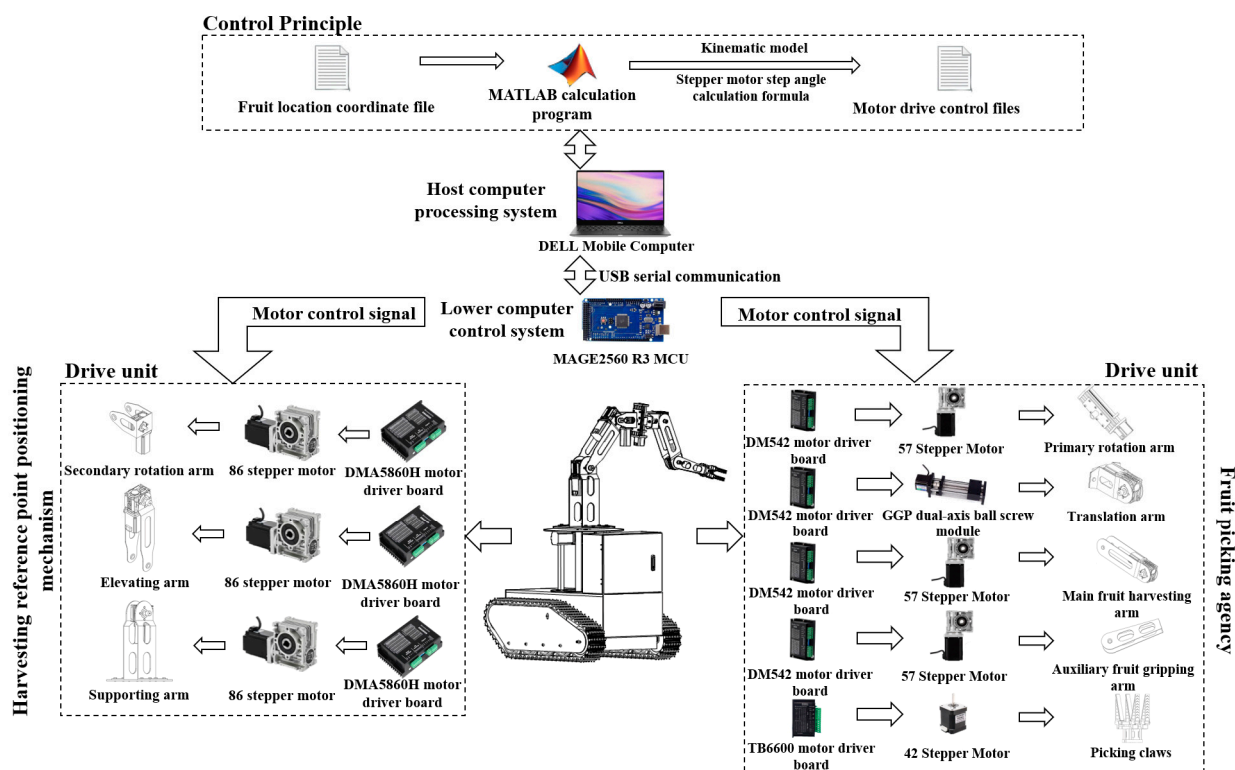 Control Principle
Fruit location coordinate file
MATLAB calculation
program
Kinematic model
Stepper motor step angle
calculation formula
Motor drive control files
Host computer
processing system
DELL Mobile Computer
USB serial communication
Lower computer
control system
MAGE2560 R3 MCU
Motor control signal
Motor control signal
Harvesting reference point positioning
mechanism
Drive unit
Secondary rotation arm
86 stepper motor
DMA5860H motor
driver board
Elevating arm
86 stepper motor
DMA5860H motor
driver board
Supporting arm
86 stepper motor
DMA5860H motor
driver board
Drive unit
DM542 motor driver
board
57 Stepper Motor
Primary rotation arm
DM542 motor driver
board
GGP dual-axis ball screw
module
Translation arm
DM542 motor driver
board
57 Stepper Motor
Main fruit harvesting
arm
DM542 motor driver
board
57 Stepper Motor
Auxiliary fruit gripping
arm
TB6600 motor driver
board
42 Stepper Motor
Picking claws
Fruit picking agency